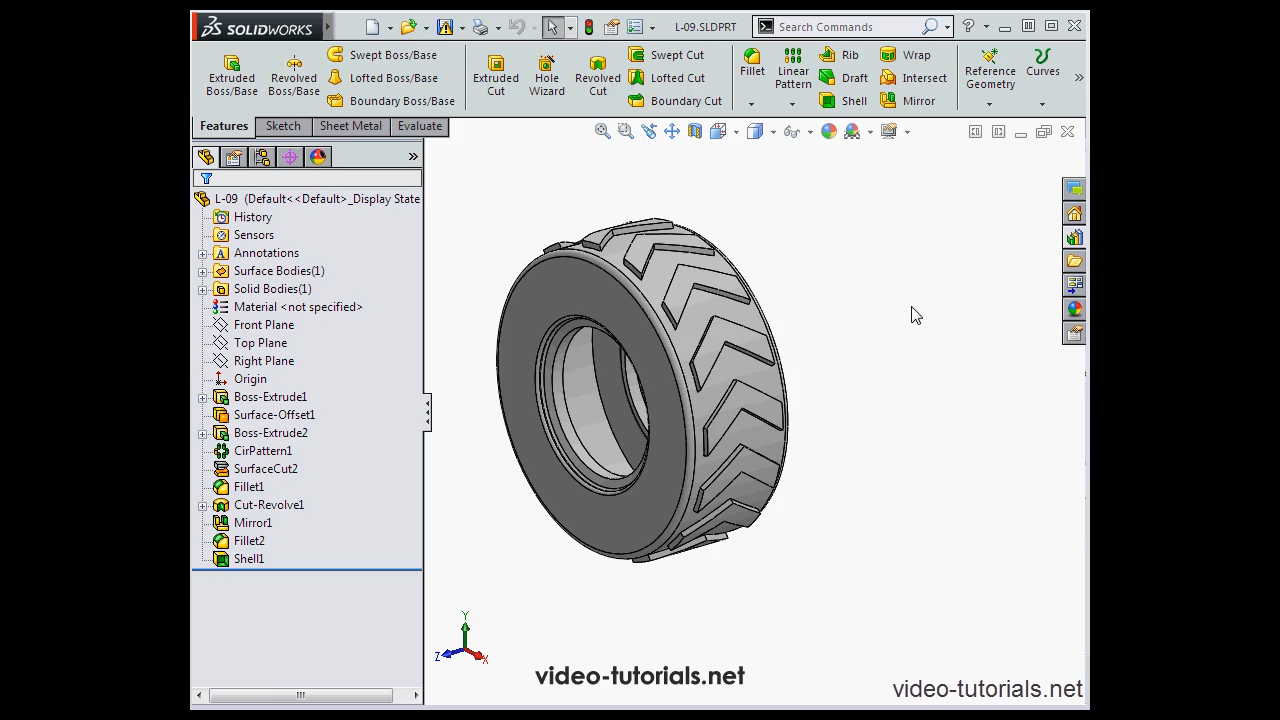 SOLIDWORKS
L-09.SLDPRT
Search Commands
Extruded Boss/Base
Revolved Boss/Base
Swept Boss/Base
Lofted Boss/Base
Boundary Boss/Base
Extruded Cut
Hole Wizard
Revolved Cut
Swept Cut
Lofted Cut
Boundary Cut
Fillet
Linear Pattern
Rib
Draft
Shell
Wrap
Intersect
Mirror
Reference Geometry
Curves
Features
Sketch
Sheet Metal
Evaluate
L-09 (Default<<Default>_Display State
History
Sensors
Annotations
Surface Bodies(1)
Solid Bodies(1)
Material <not specified>
Front Plane
Top Plane
Right Plane
Origin
Boss-Extrude1
Surface-Offset1
Boss-Extrude2
CirPattern1
SurfaceCut2
Fillet1
Cut-Revolve1
Mirror1
Fillet2
Shell1
Y
Z
X
video-tutorials.net
video-tutorials.net